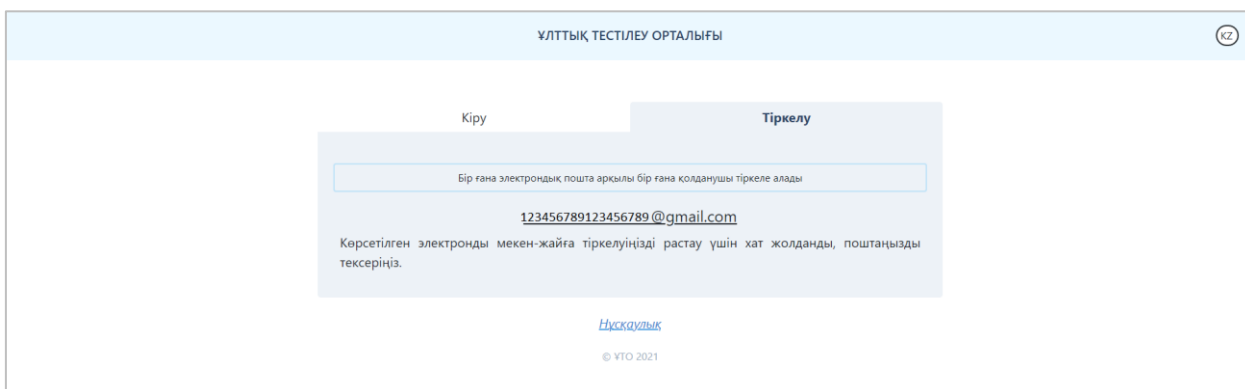 ҰЛТТЫҚ ТЕСТІЛЕУ ОРТАЛЫҒЫ
KZ
Кіру
Тіркелу
Бір ғана электрондық пошта арқылы бір ғана қолданушы тіркеле алады
123456789123456789@gmail.com
Көрсетілген электронды мекен-жайға тіркелуіңізді растау үшін хат жолданды, поштаңызды
тексеріңіз.
Нұсқаулық
© ҰТО 2021